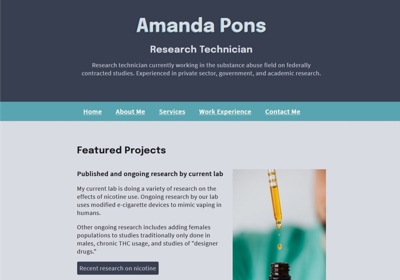 Amanda Pons
Research Technician
Research technician currently working in the substance abuse field on federally
contracted studies. Experienced in private sector, government, and academic research.
Home About Me Services Work Experience Contact Me
Featured Projects
Published and ongoing research by current lab
My current lab is doing a variety of research on the
effects of nicotine use. Ongoing research by our lab
uses modified e-cigarette devices to mimic vaping in
humans.
Other ongoing research includes adding females
populations to studies traditionally only done in
males, chronic THC usage, and studies of "designer
drugs."
Recent research on nicotine